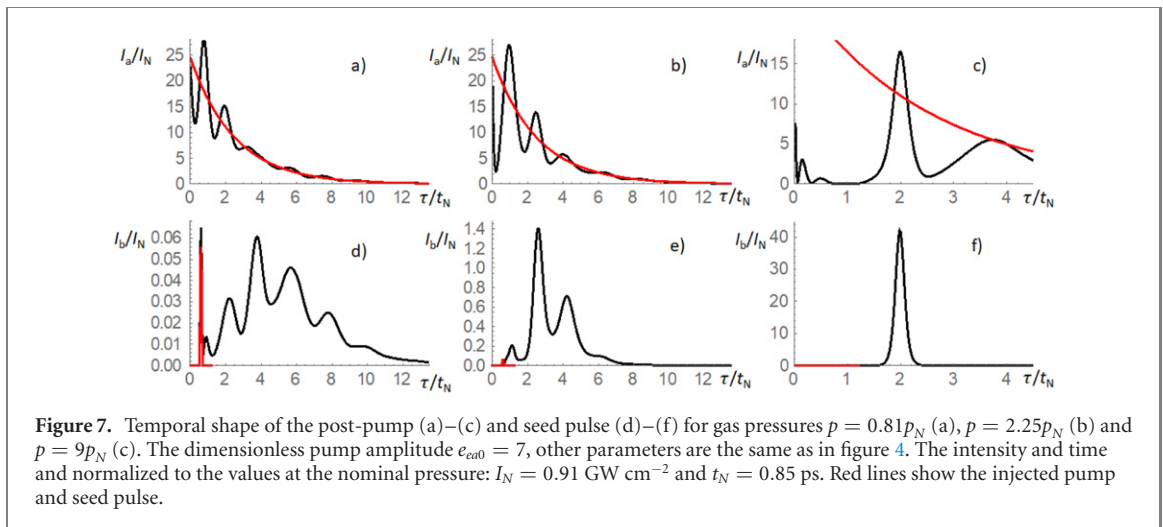 I_a/I_N
25
20
15
10
5
0
0 2 4 6 8 10 12
τ/t_N
a)
I_a/I_N
25
20
15
10
5
0
0 2 4 6 8 10 12
τ/t_N
b)
I_a/I_N
15
10
5
0
0 1 2 3 4
τ/t_N
c)
I_b/I_N
0.06
0.05
0.04
0.03
0.02
0.01
0.00
0 2 4 6 8 10 12
τ/t_N
d)
I_b/I_N
1.4
1.2
1.0
0.8
0.6
0.4
0.2
0.0
0 2 4 6 8 10 12
τ/t_N
e)
I_b/I_N
40
30
20
10
0
0 1 2 3 4
τ/t_N
f)
Figure 7. Temporal shape of the post-pump (a)–(c) and seed pulse (d)–(f) for gas pressures p = 0.81p_N (a), p = 2.25p_N (b) and
p = 9p_N (c). The dimensionless pump amplitude e_{ea0} = 7, other parameters are the same as in figure 4. The intensity and time
and normalized to the values at the nominal pressure: I_N = 0.91 GW cm^{−2} and t_N = 0.85 ps. Red lines show the injected pump
and seed pulse.